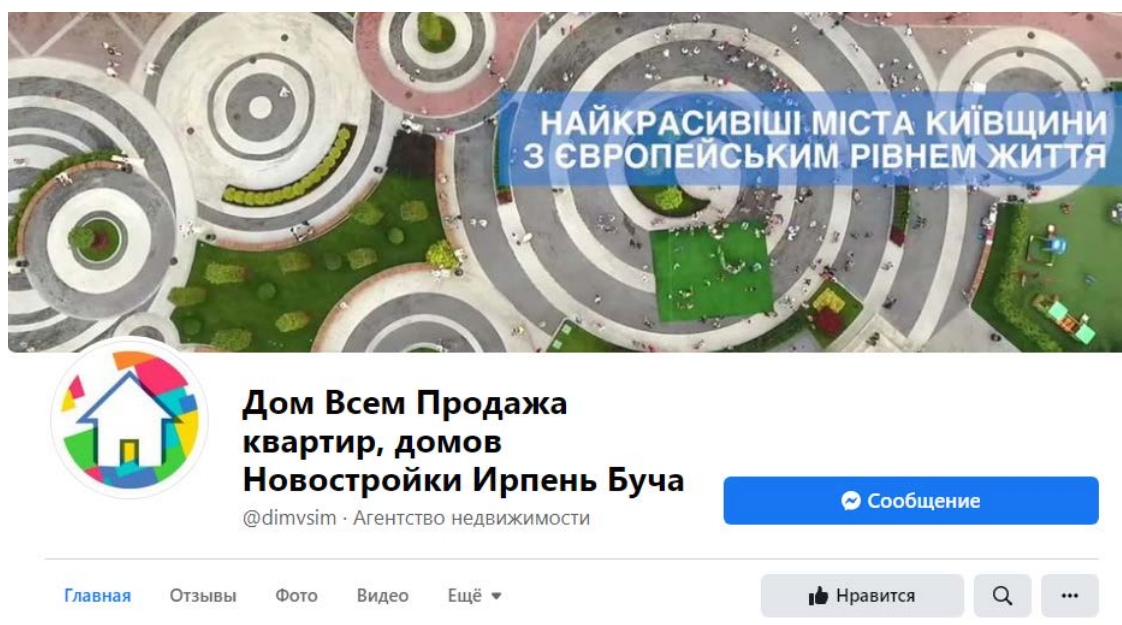 НАЙКРАСИВІШІ МІСТА КИЇВЩИНИ
З ЄВРОПЕЙСЬКИМ РІВНЕМ ЖИТТЯ
Дом Всем Продажа
квартир, домов
Новостройки Ирпень Буча
@dimvsim · Агентство недвижимости
Сообщение
Главная Отзывы Фото Видео Ещё
Нравится